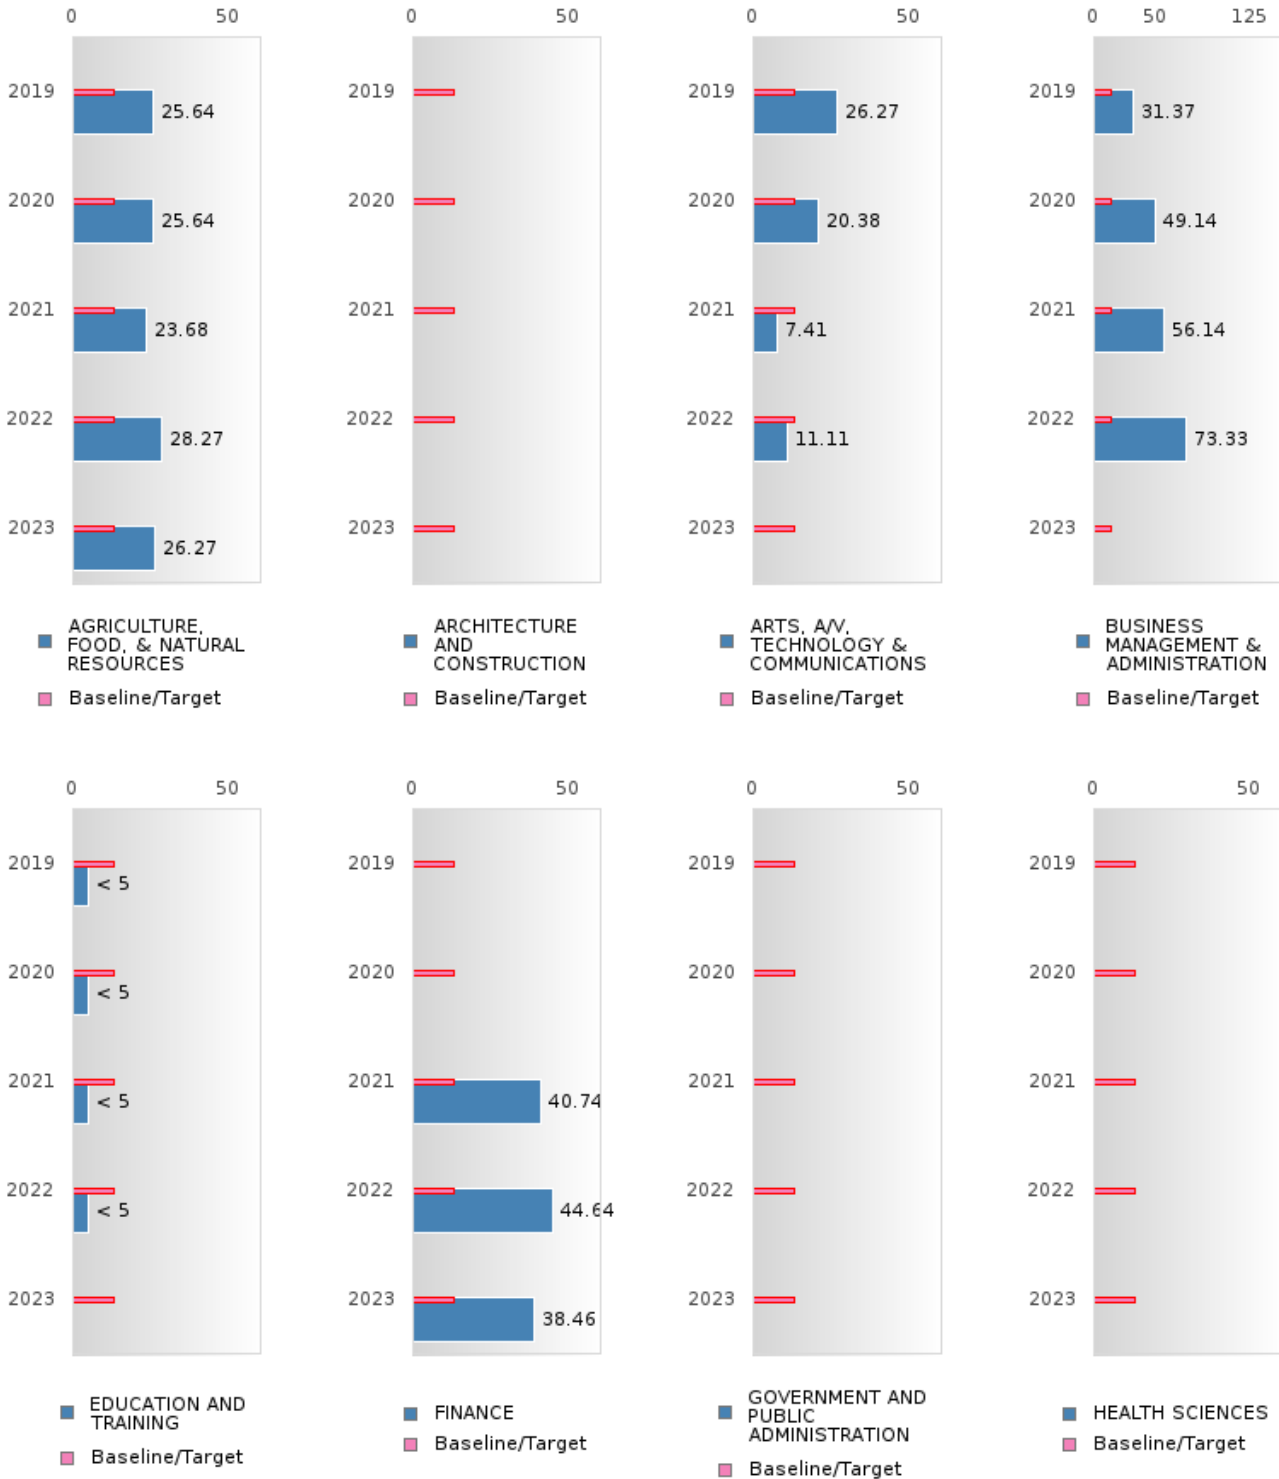 0 50
2019 25.64
2020 25.64
2021 23.68
2022 28.27
2023 26.27
AGRICULTURE,
FOOD, & NATURAL
RESOURCES
Baseline/Target
0 50
2019
2020
2021
2022
2023
ARCHITECTURE
AND
CONSTRUCTION
Baseline/Target
0 50
2019 26.27
2020 20.38
2021 7.41
2022 11.11
2023
ARTS, A/V,
TECHNOLOGY &
COMMUNICATIONS
Baseline/Target
0 50 125
2019 31.37
2020 49.14
2021 56.14
2022 73.33
2023
BUSINESS
MANAGEMENT &
ADMINISTRATION
Baseline/Target
0 50
2019 < 5
2020 < 5
2021 < 5
2022 < 5
2023
EDUCATION AND
TRAINING
Baseline/Target
0 50
2019
2020
2021 40.74
2022 44.64
2023 38.46
FINANCE
Baseline/Target
0 50
2019
2020
2021
2022
2023
GOVERNMENT AND
PUBLIC
ADMINISTRATION
Baseline/Target
0 50
2019
2020
2021
2022
2023
HEALTH SCIENCES
Baseline/Target